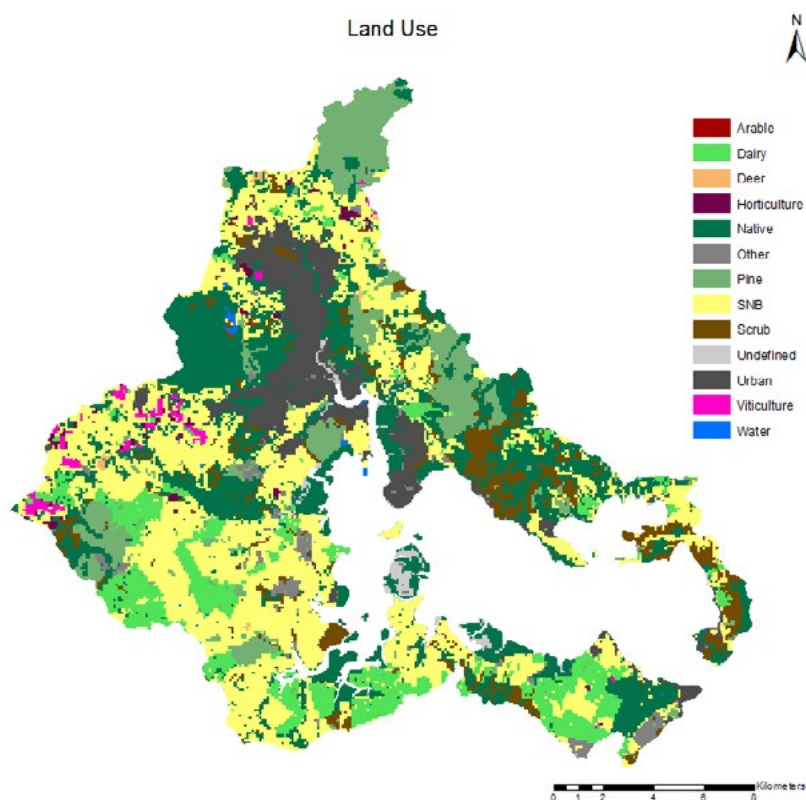 Land Use
N
Arable
Dairy
Deer
Horticulture
Native
Other
Pine
SNB
Scrub
Undefined
Urban
Viticulture
Water
Kilometers
0 1 2 4 6 8